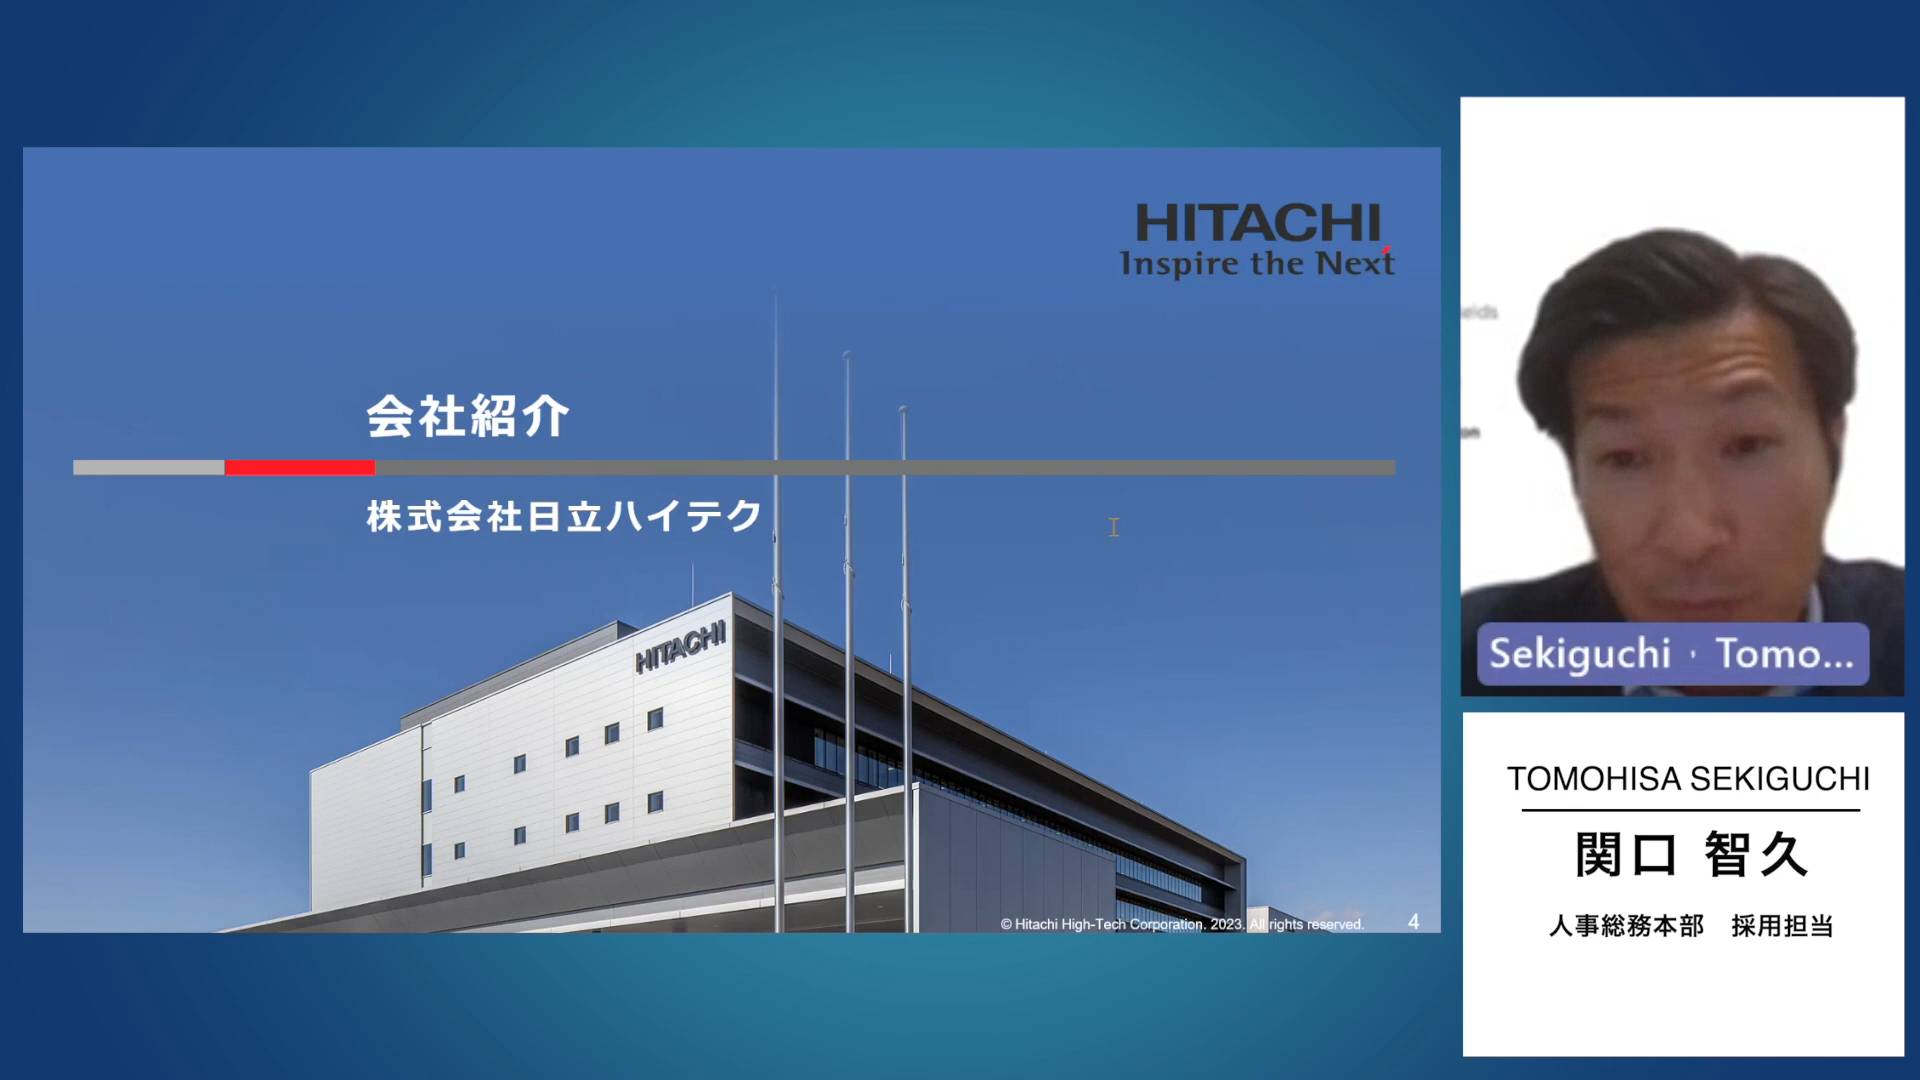 HITACHI
Inspire the Next
会社紹介
株式会社日立ハイテク
HITACHI
© Hitachi High-Tech Corporation. 2023. All rights reserved.
4
elds
on
Sekiguchi・Tomo...
TOMOHISA SEKIGUCHI
関口 智久
人事総務本部　採用担当